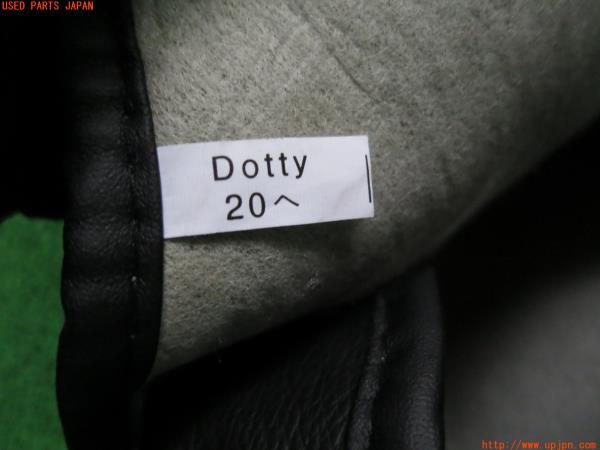 USED PARTS JAPAN
Dotty
20へ
http://www.upjpn.com/